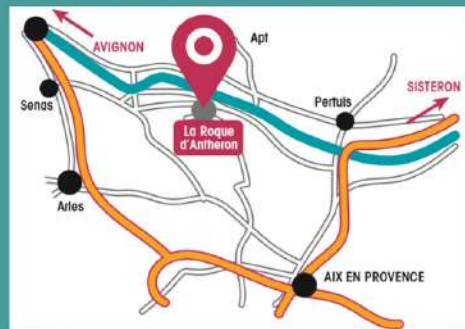 AVIGNON
Apt
SiSTERON
Senas
Pertuis
La Roque
d'Antheron
Arles
AIX EN PROVENCE